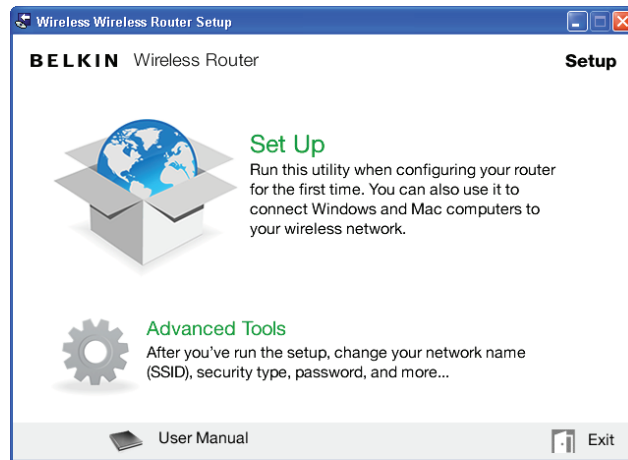 Wireless Wireless Router Setup
BELKIN Wireless Router
Setup
Set Up
Run this utility when configuring your router
for the first time. You can also use it to
connect Windows and Mac computers to
your wireless network.
Advanced Tools
After you've run the setup, change your network name
(SSID), security type, password, and more...
User Manual
Exit